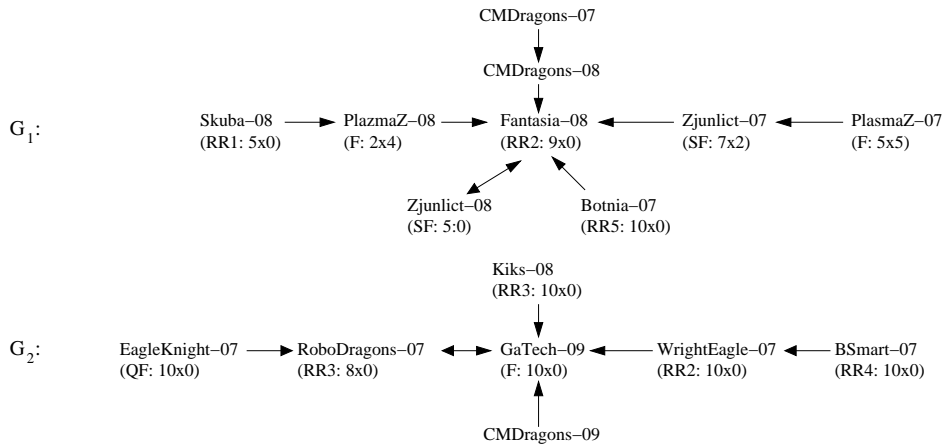 CMDragons−07
CMDragons−08
G1:
Skuba−08 PlazmaZ−08 Fantasia−08 Zjunlict−07 PlasmaZ−07
(RR1: 5x0) (F: 2x4) (RR2: 9x0) (SF: 7x2) (F: 5x5)
Zjunlict−08 Botnia−07
(SF: 5:0) (RR5: 10x0)
Kiks−08
(RR3: 10x0)
G2:
EagleKnight−07 RoboDragons−07 GaTech−09 WrightEagle−07 BSmart−07
(QF: 10x0) (RR3: 8x0) (F: 10x0) (RR2: 10x0) (RR4: 10x0)
CMDragons−09